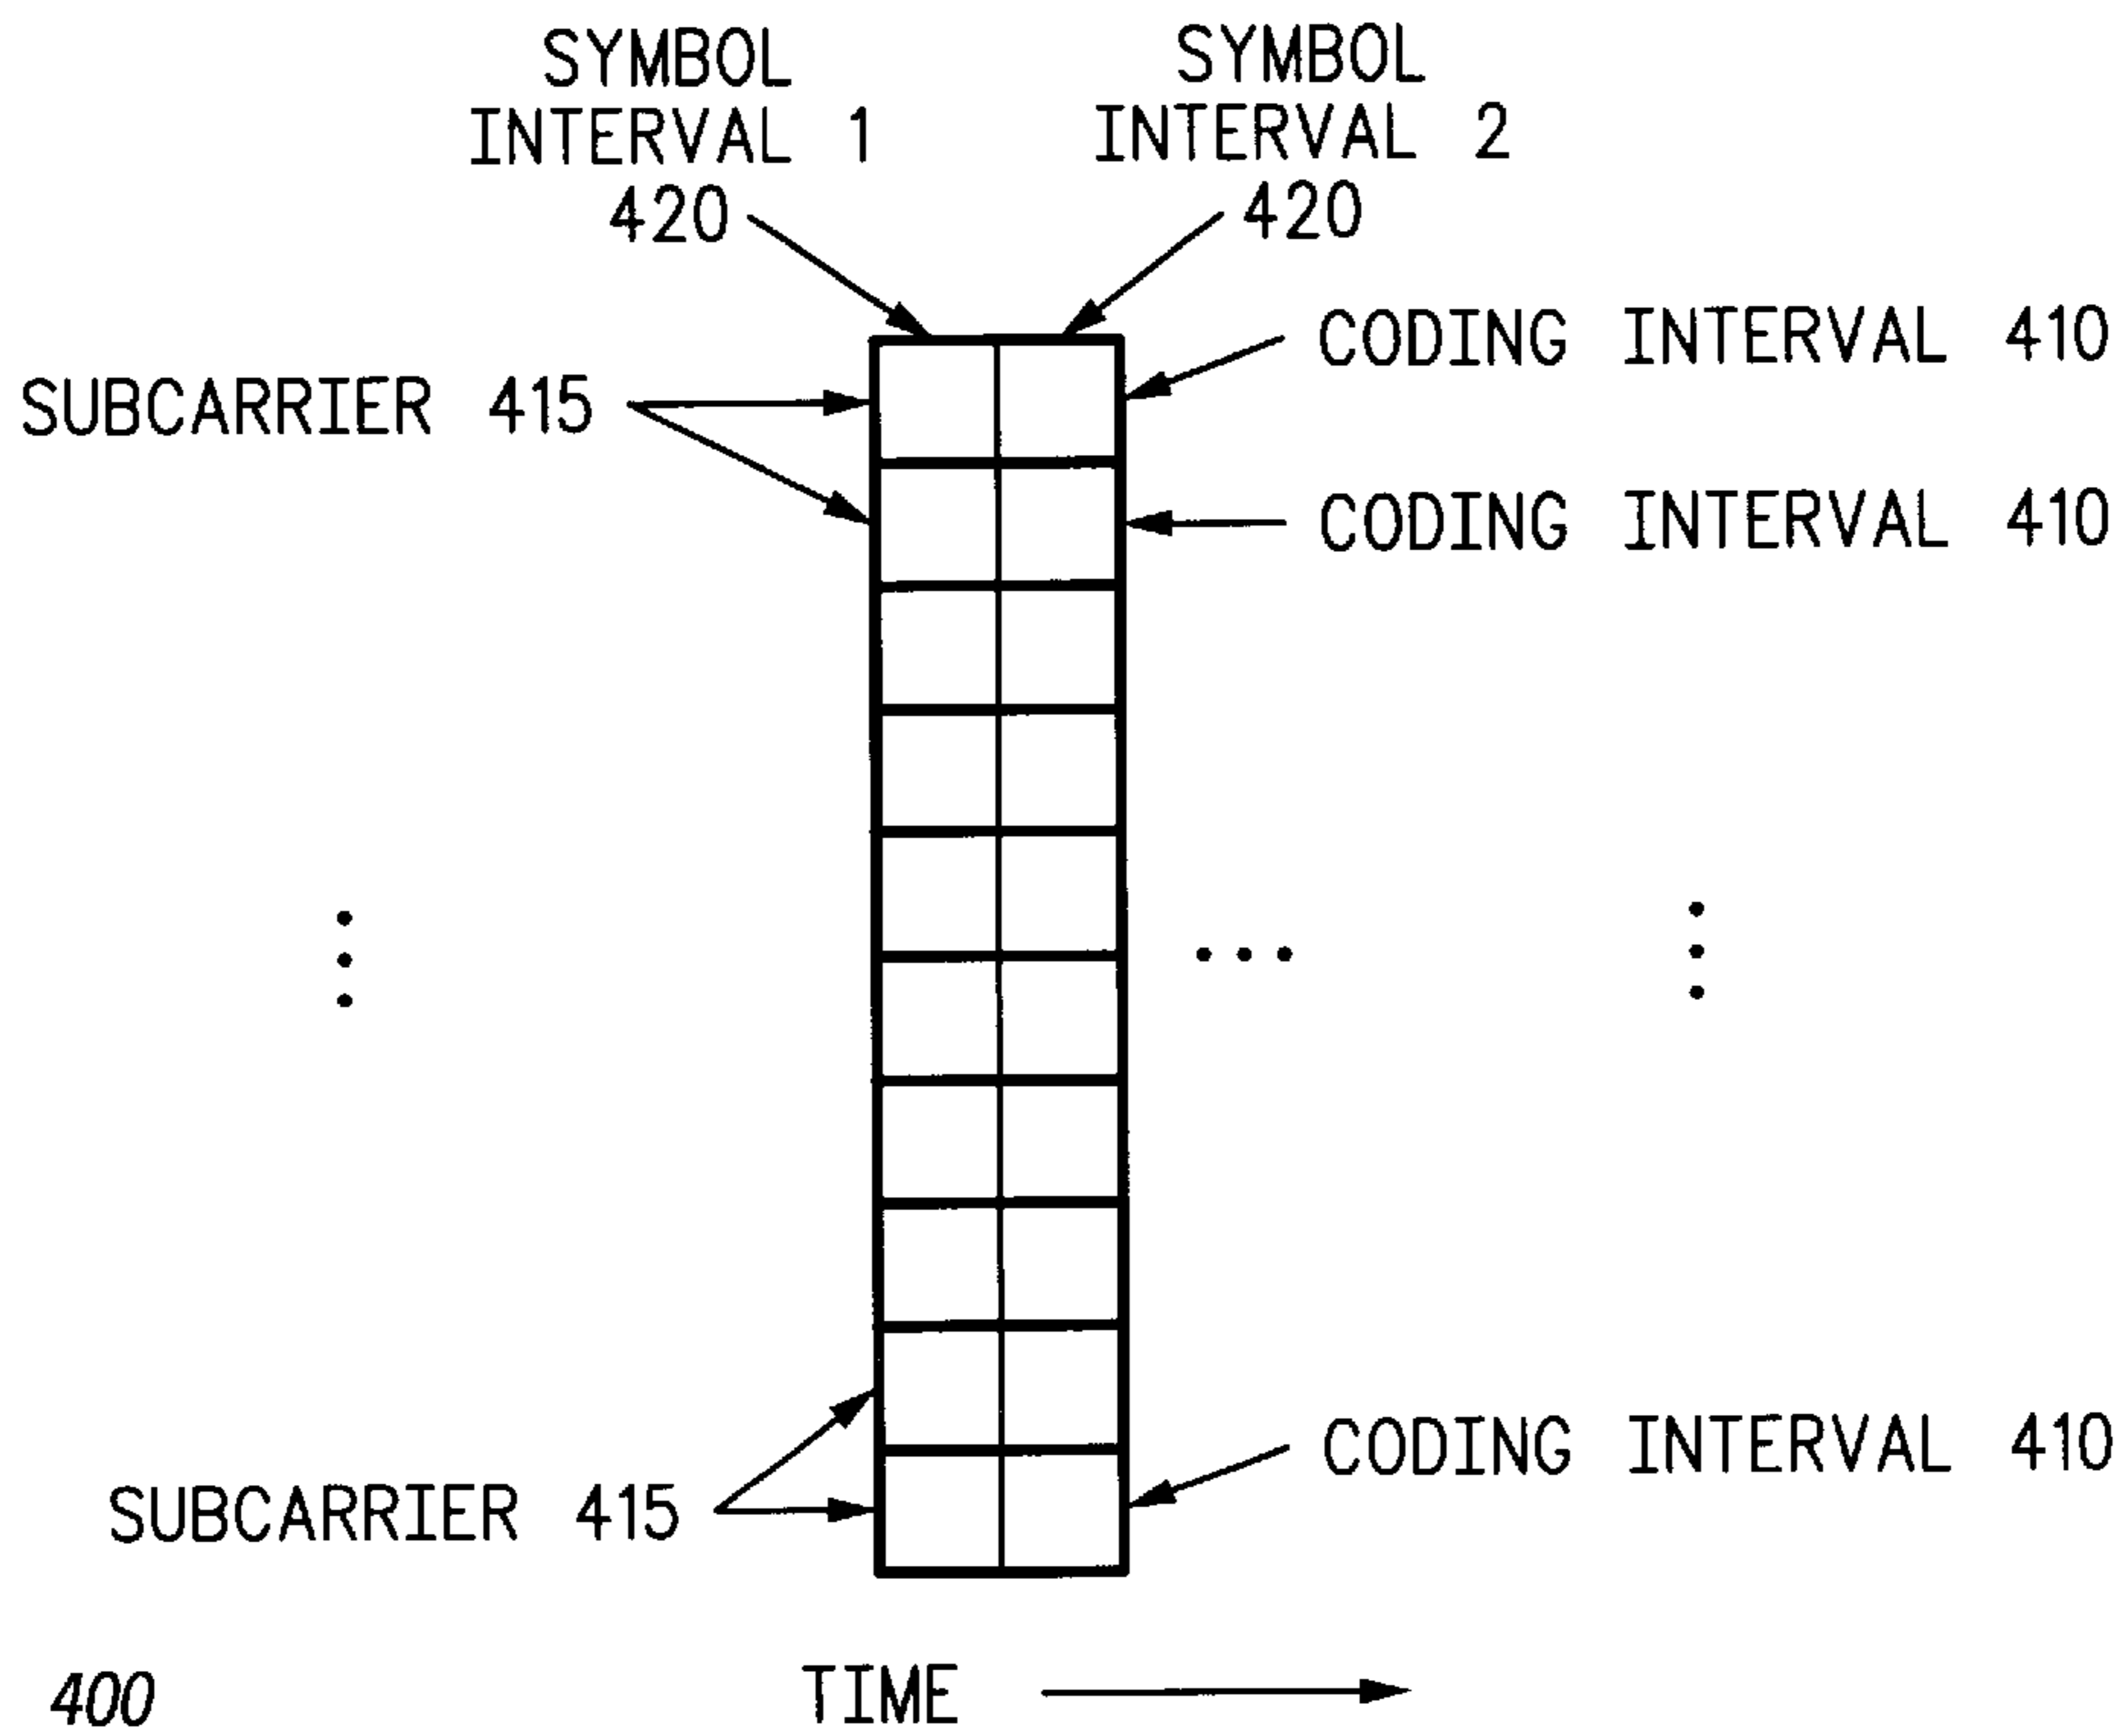 SYMBOL INTERVAL 1
420
SYMBOL INTERVAL 2
420
CODING INTERVAL 410
SUBCARRIER 415
CODING INTERVAL 410
CODING INTERVAL 410
SUBCARRIER 415
TIME
400